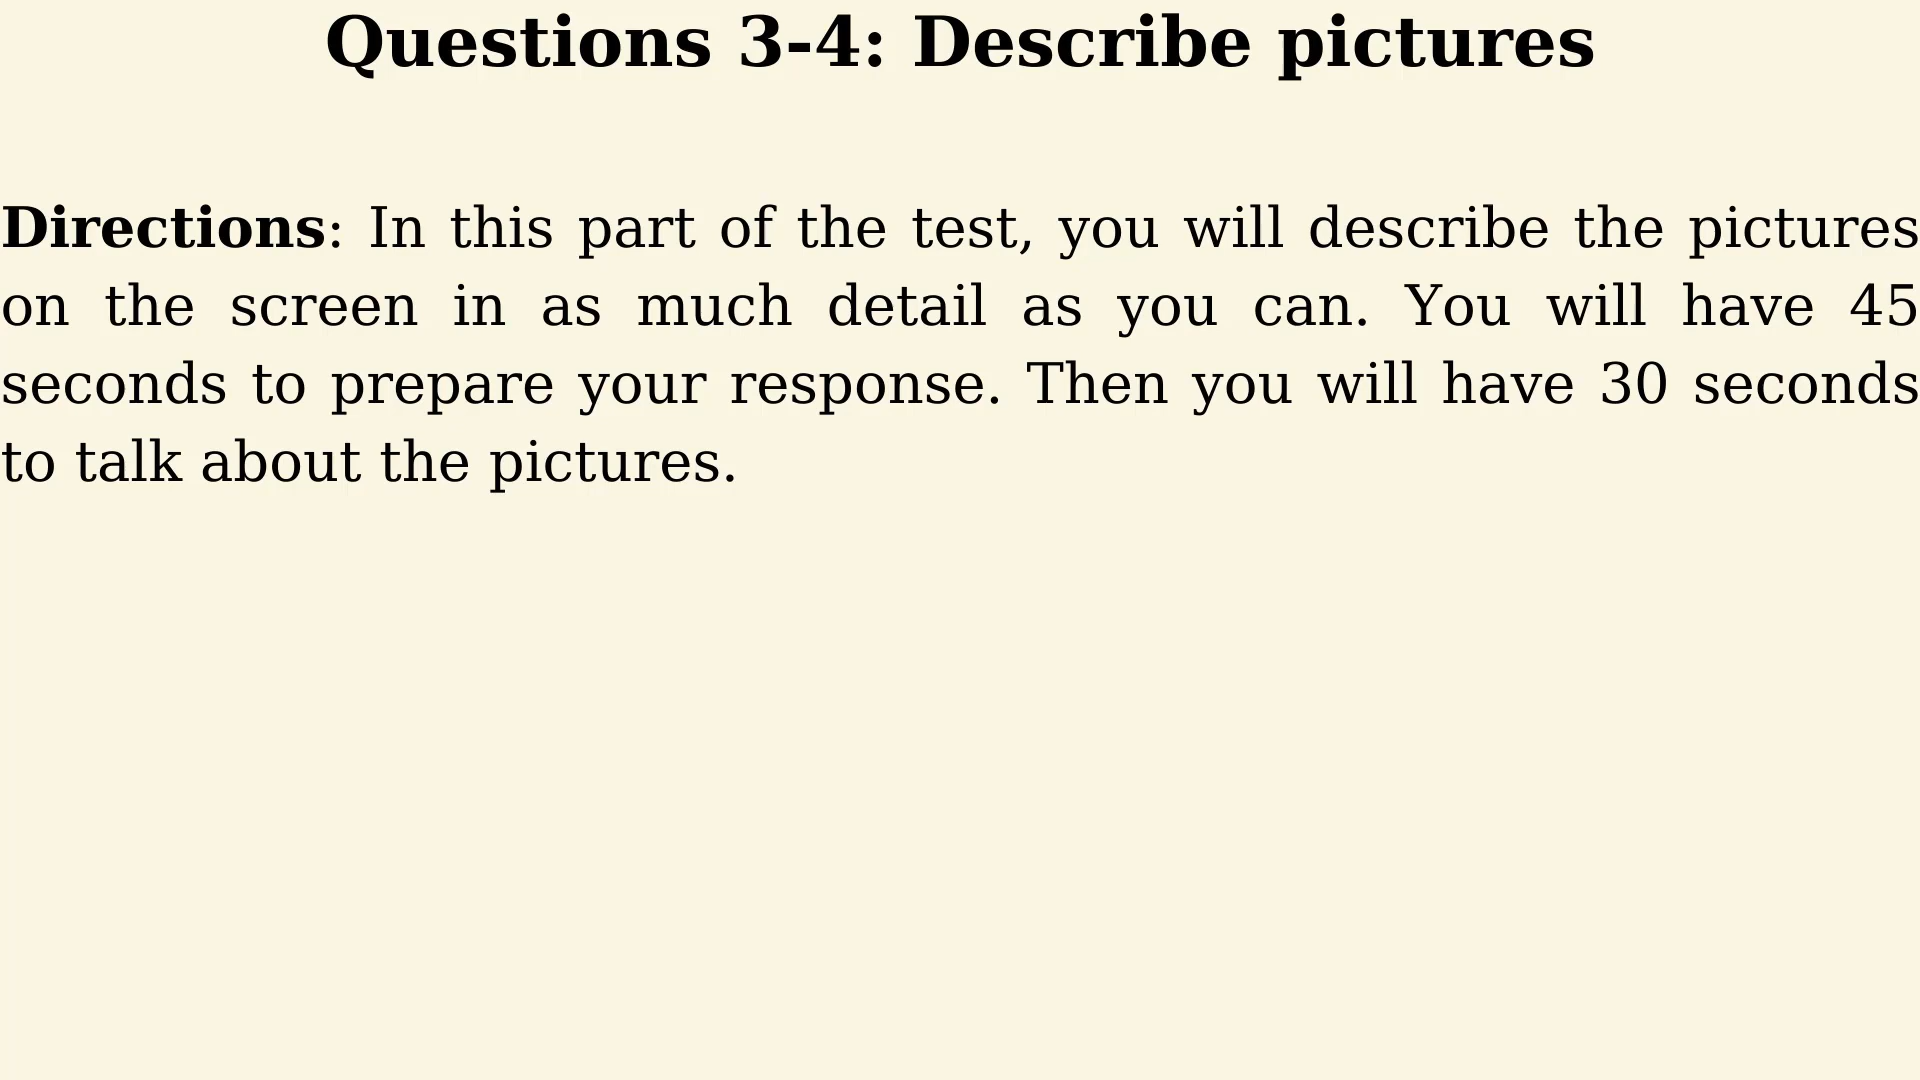 Questions 3-4: Describe pictures
Directions: In this part of the test, you will describe the pictures
on the screen in as much detail as you can. You will have 45
seconds to prepare your response. Then you will have 30 seconds
to talk about the pictures.